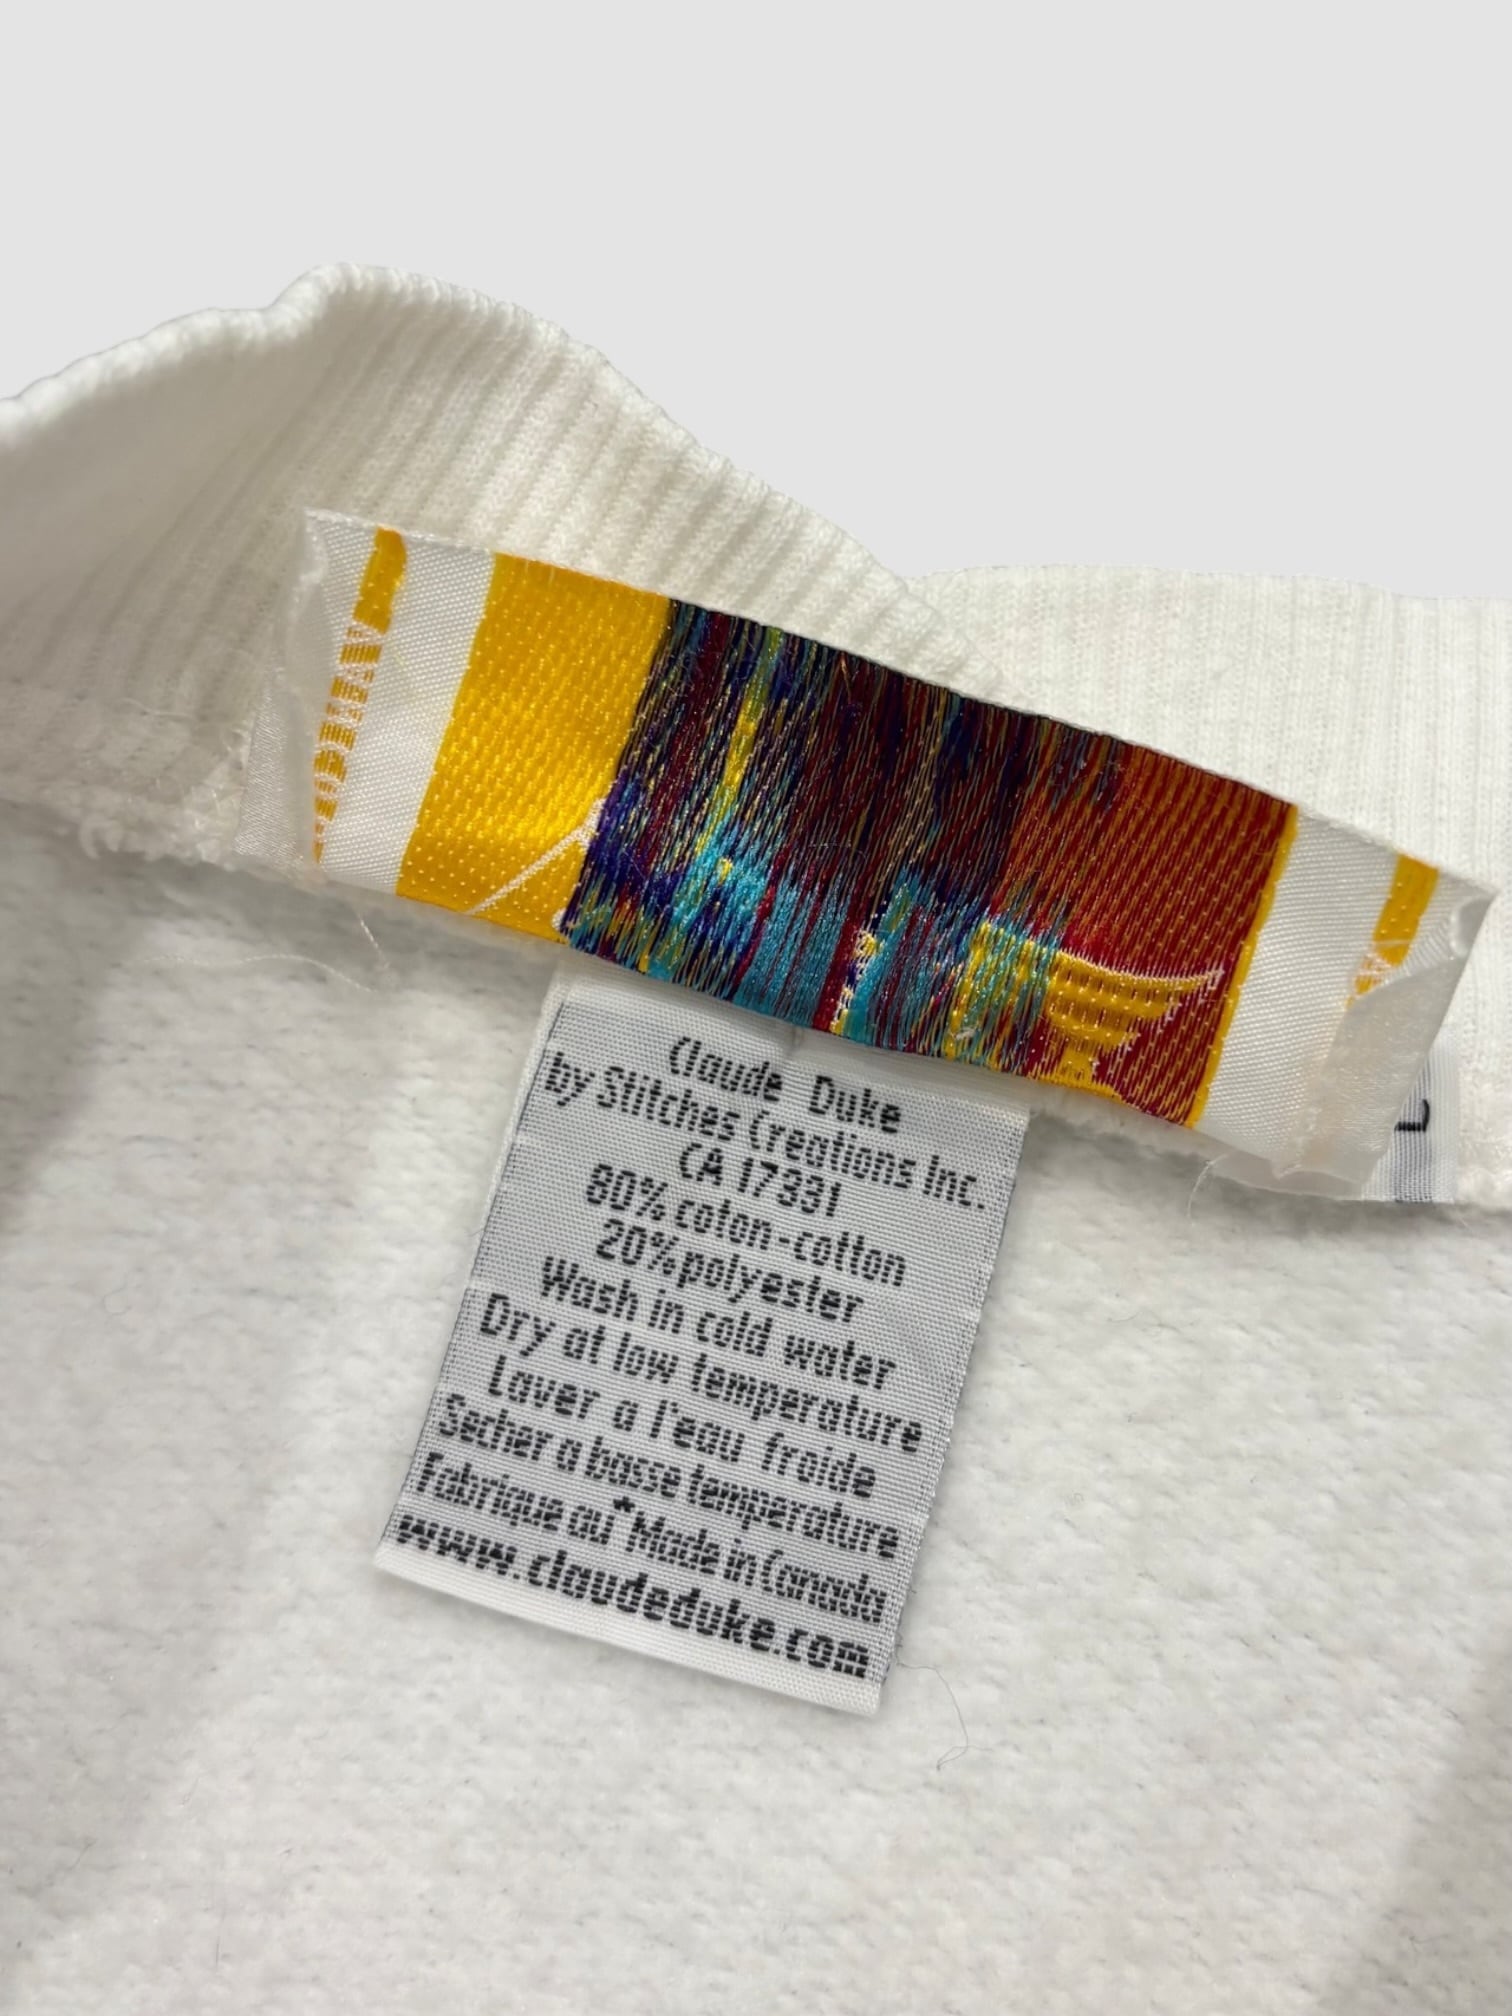 Claude Duke
by Stitches Creations Inc.
CA 17331
80% coton-cotton
20% polyester
Wash in cold water
Dry at low temperature
Laver a l'eau froide
Secher a basse temperature
Fabrique au*Made in Canada
www.claudeduke.com
L